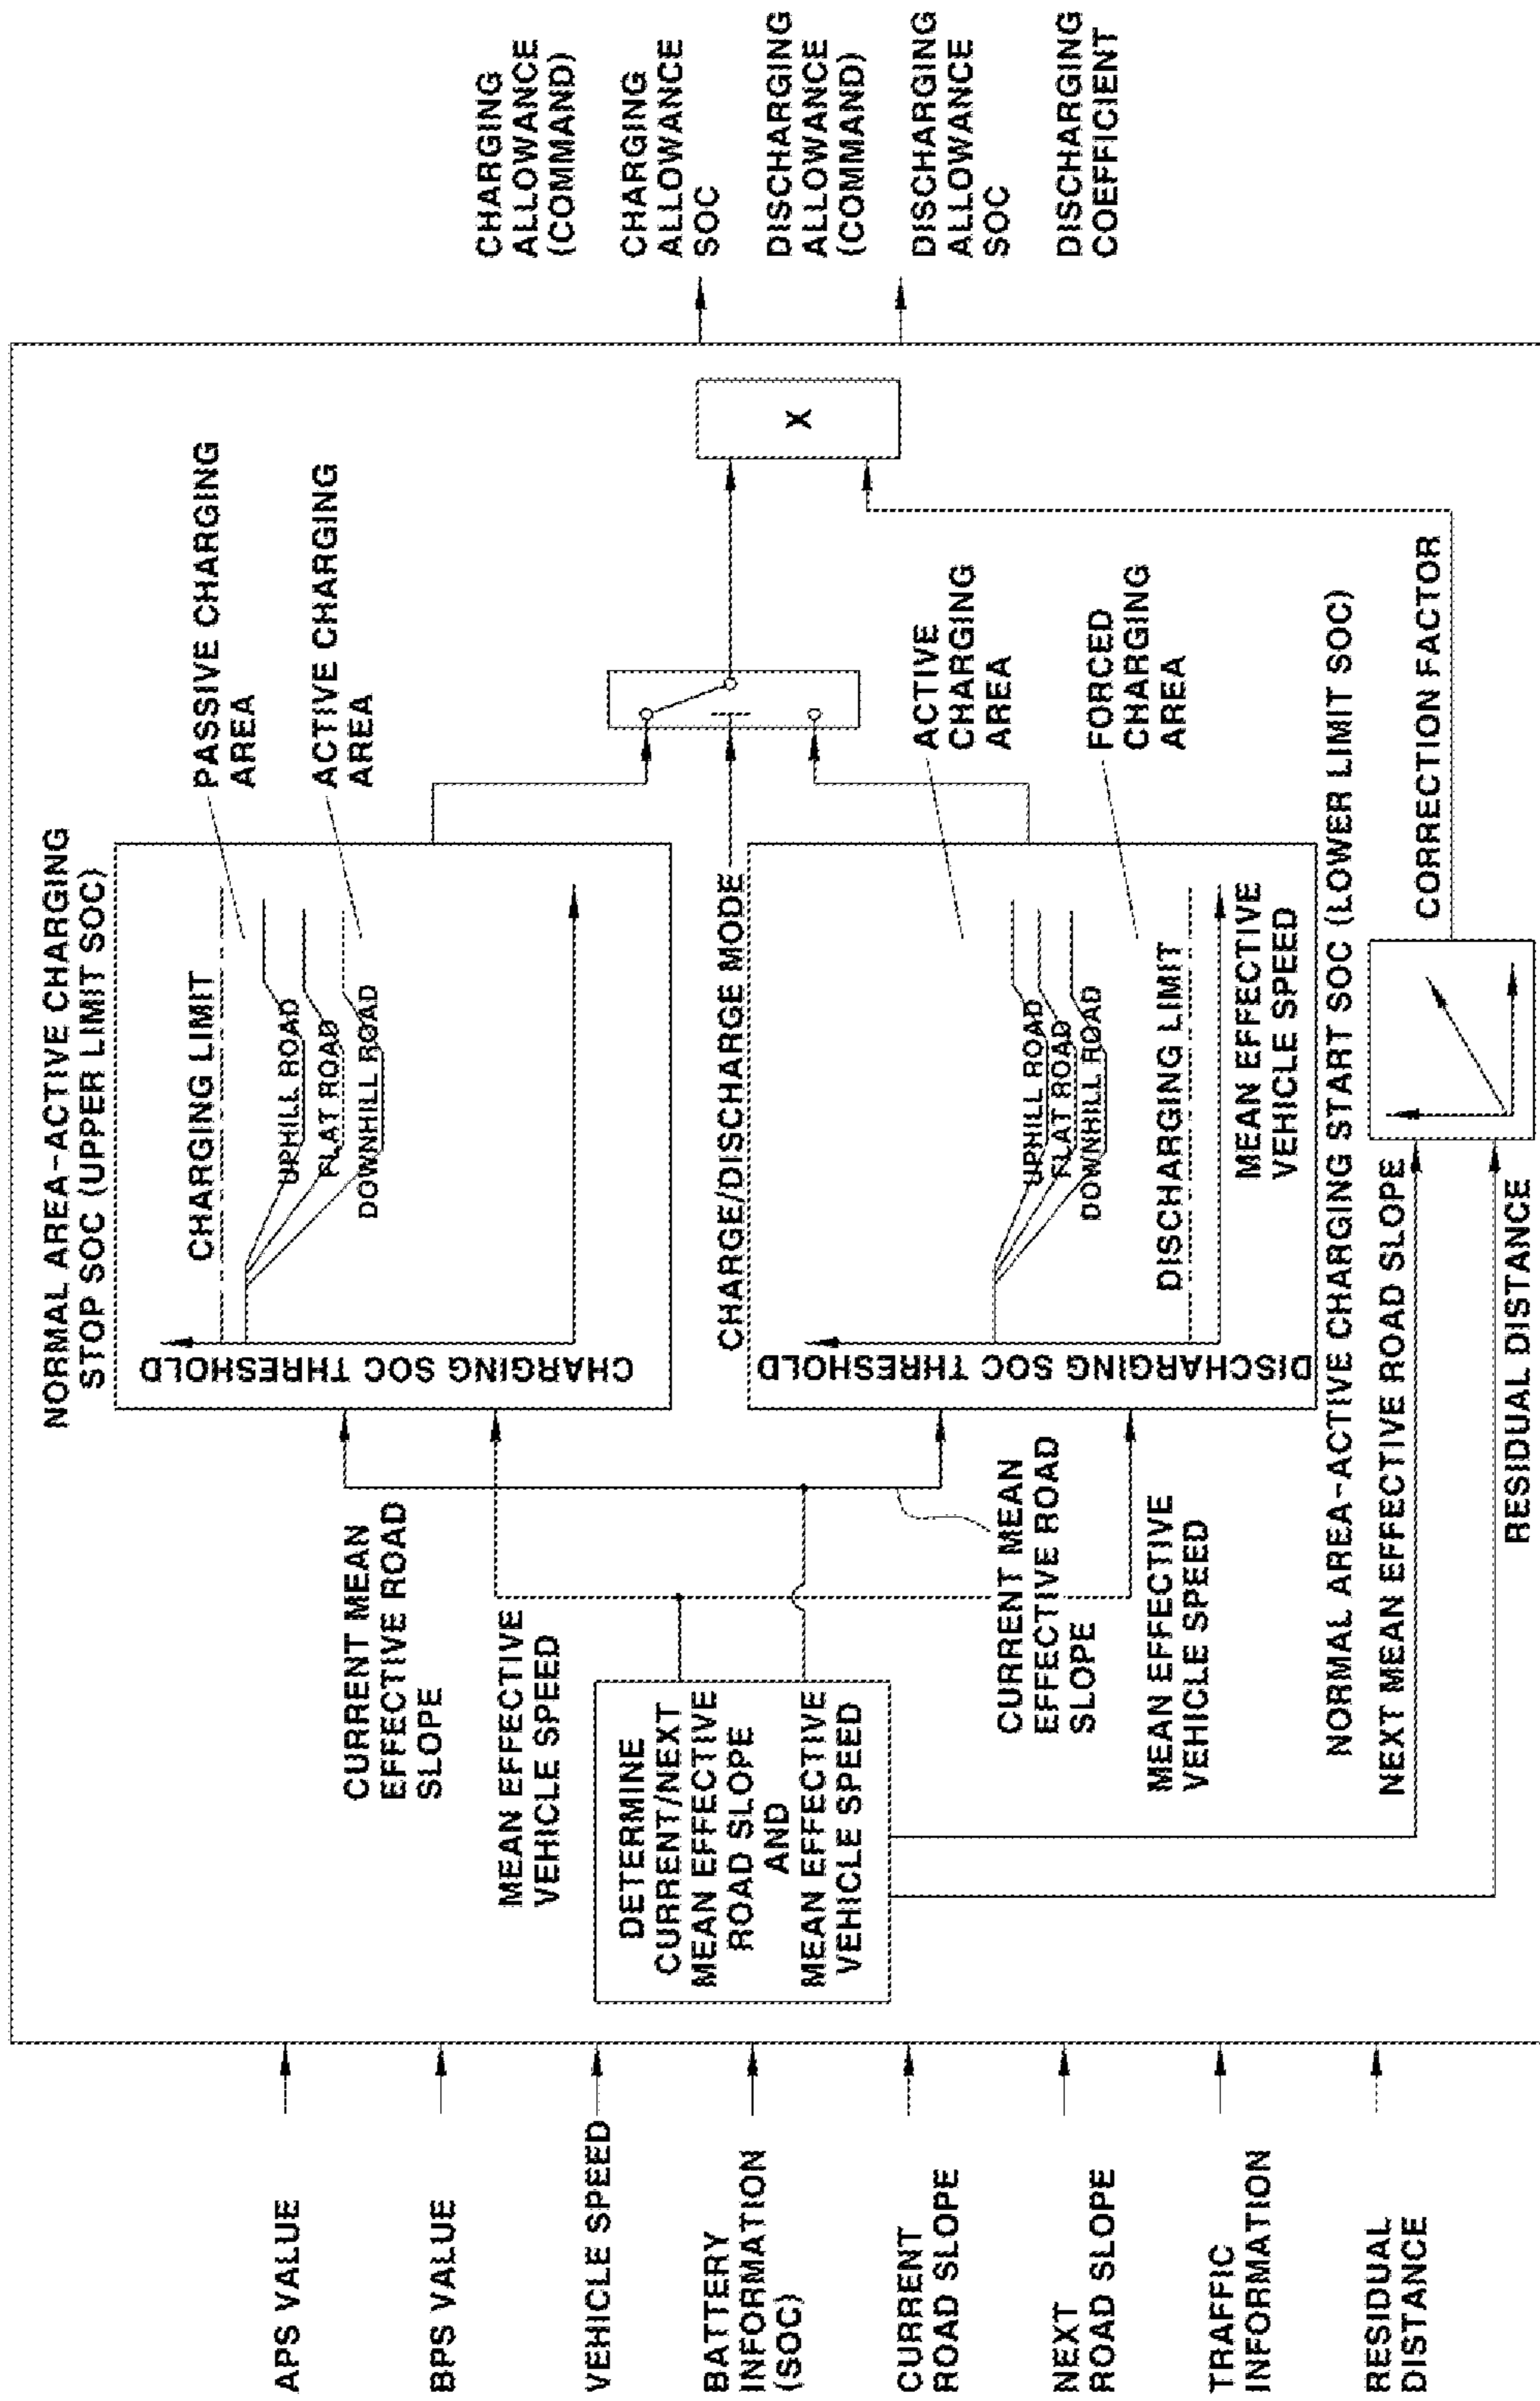 APS VALUE
BPS VALUE
VEHICLE SPEED
BATTERY
INFORMATION
(SOC)
CURRENT
ROAD SLOPE
NEXT
ROAD SLOPE
TRAFFIC
INFORMATION
RESIDUAL
DISTANCE
CURRENT MEAN
EFFECTIVE ROAD
SLOPE
MEAN EFFECTIVE
VEHICLE SPEED
DETERMINE
CURRENT/NEXT
MEAN EFFECTIVE
ROAD SLOPE
AND
MEAN EFFECTIVE
VEHICLE SPEED
CURRENT MEAN
EFFECTIVE ROAD
SLOPE
MEAN EFFECTIVE
VEHICLE SPEED
NORMAL AREA-ACTIVE CHARGING
STOP SOC (UPPER LIMIT SOC)
CHARGING SOC THRESHOLD
CHARGING LIMIT
UPHILL ROAD
FLAT ROAD
DOWNHILL ROAD
PASSIVE CHARGING
AREA
ACTIVE CHARGING
AREA
CHARGE/DISCHARGE MODE
DISCHARGING SOC THRESHOLD
UPHILL ROAD
FLAT ROAD
DOWNHILL ROAD
DISCHARGING LIMIT
MEAN EFFECTIVE
VEHICLE SPEED
ACTIVE
CHARGING
AREA
FORCED
CHARGING
AREA
NORMAL AREA-ACTIVE CHARGING START SOC (LOWER LIMIT SOC)
NEXT MEAN EFFECTIVE ROAD SLOPE
RESIDUAL DISTANCE
CORRECTION FACTOR
X
CHARGING
ALLOWANCE
(COMMAND)
CHARGING
ALLOWANCE
SOC
DISCHARGING
ALLOWANCE
(COMMAND)
DISCHARGING
ALLOWANCE
SOC
DISCHARGING
COEFFICIENT